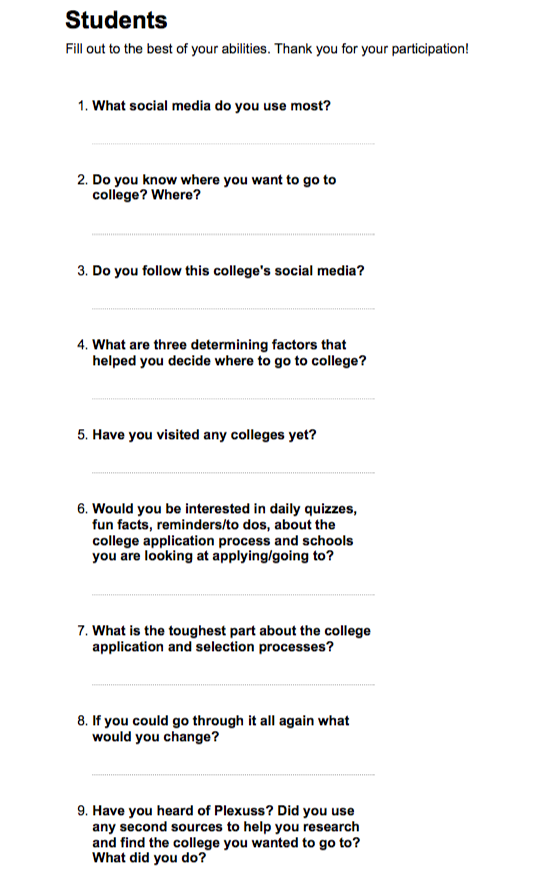 Students
Fill out to the best of your abilities. Thank you for your participation!
1. What social media do you use most?
2. Do you know where you want to go to
college? Where?
3. Do you follow this college's social media?
4. What are three determining factors that
helped you decide where to go to college?
5. Have you visited any colleges yet?
6. Would you be interested in daily quizzes,
fun facts, reminders/to dos, about the
college application process and schools
you are looking at applying/going to?
7. What is the toughest part about the college
application and selection processes?
8. If you could go through it all again what
would you change?
9. Have you heard of Plexuss? Did you use
any second sources to help you research
and find the college you wanted to go to?
What did you do?